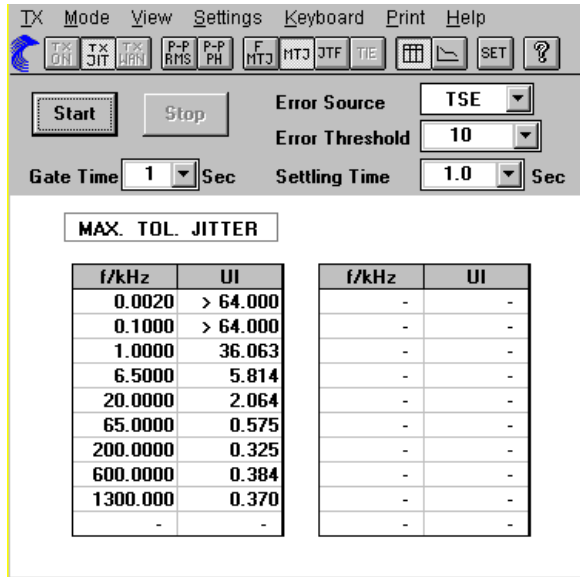 TX Mode View Settings Keyboard Print Help
TX ON TX JIT TX WAN P-P RMS P-P PH F MTJ MTJ JTF TIE SET ?
Start Stop Error Source TSE
Error Threshold 10
Gate Time 1 Sec Settling Time 1.0 Sec
MAX. TOL. JITTER
f/kHz UI f/kHz UI
0.0020 > 64.000 - -
0.1000 > 64.000 - -
1.0000 36.063 - -
6.5000 5.814 - -
20.0000 2.064 - -
65.0000 0.575 - -
200.0000 0.325 - -
600.0000 0.384 - -
1300.000 0.370 - -
- - - -